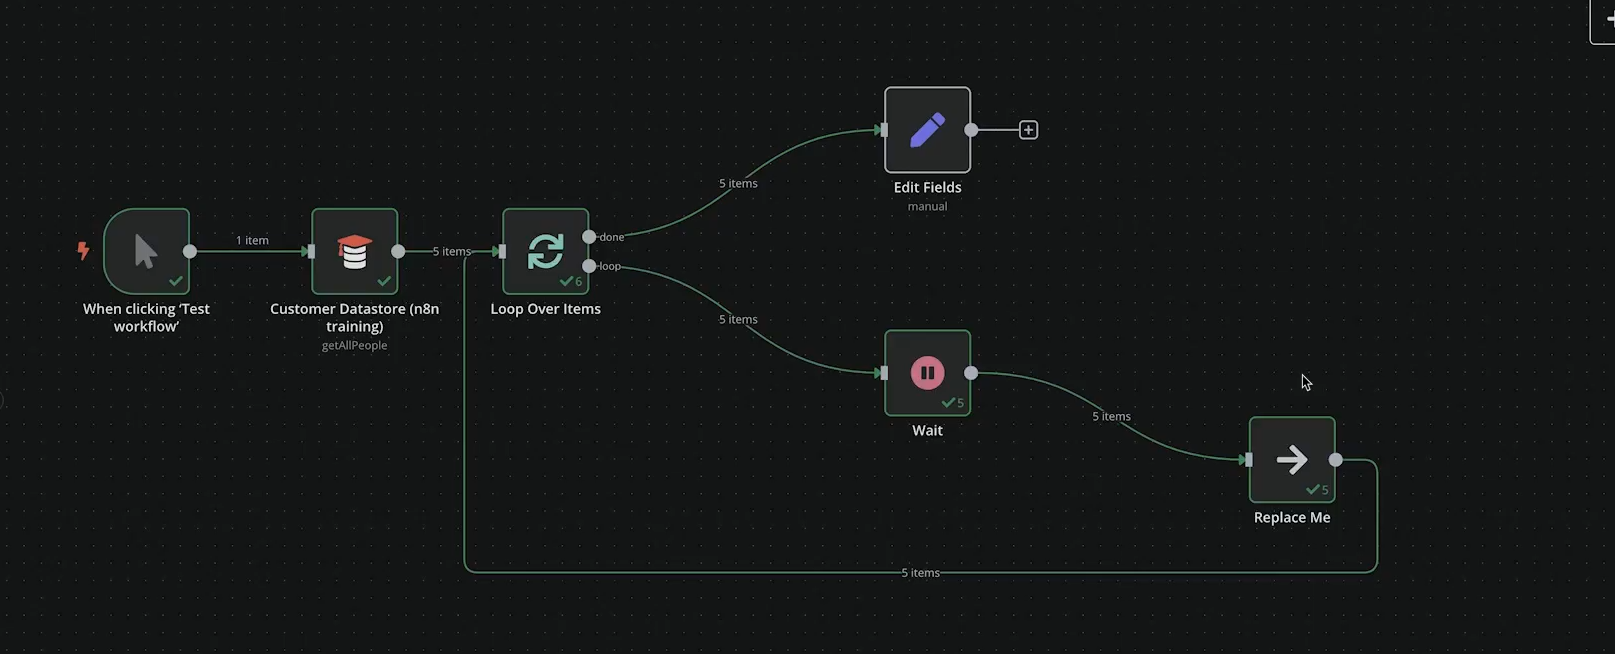 Edit Fields
manual
5 items
done
1 item
5 items
loop
6
When clicking ‘Test
workflow’
Customer Datastore (n8n
training)
getAllPeople
Loop Over Items
5 items
5
Wait
5 items
5
Replace Me
5 items